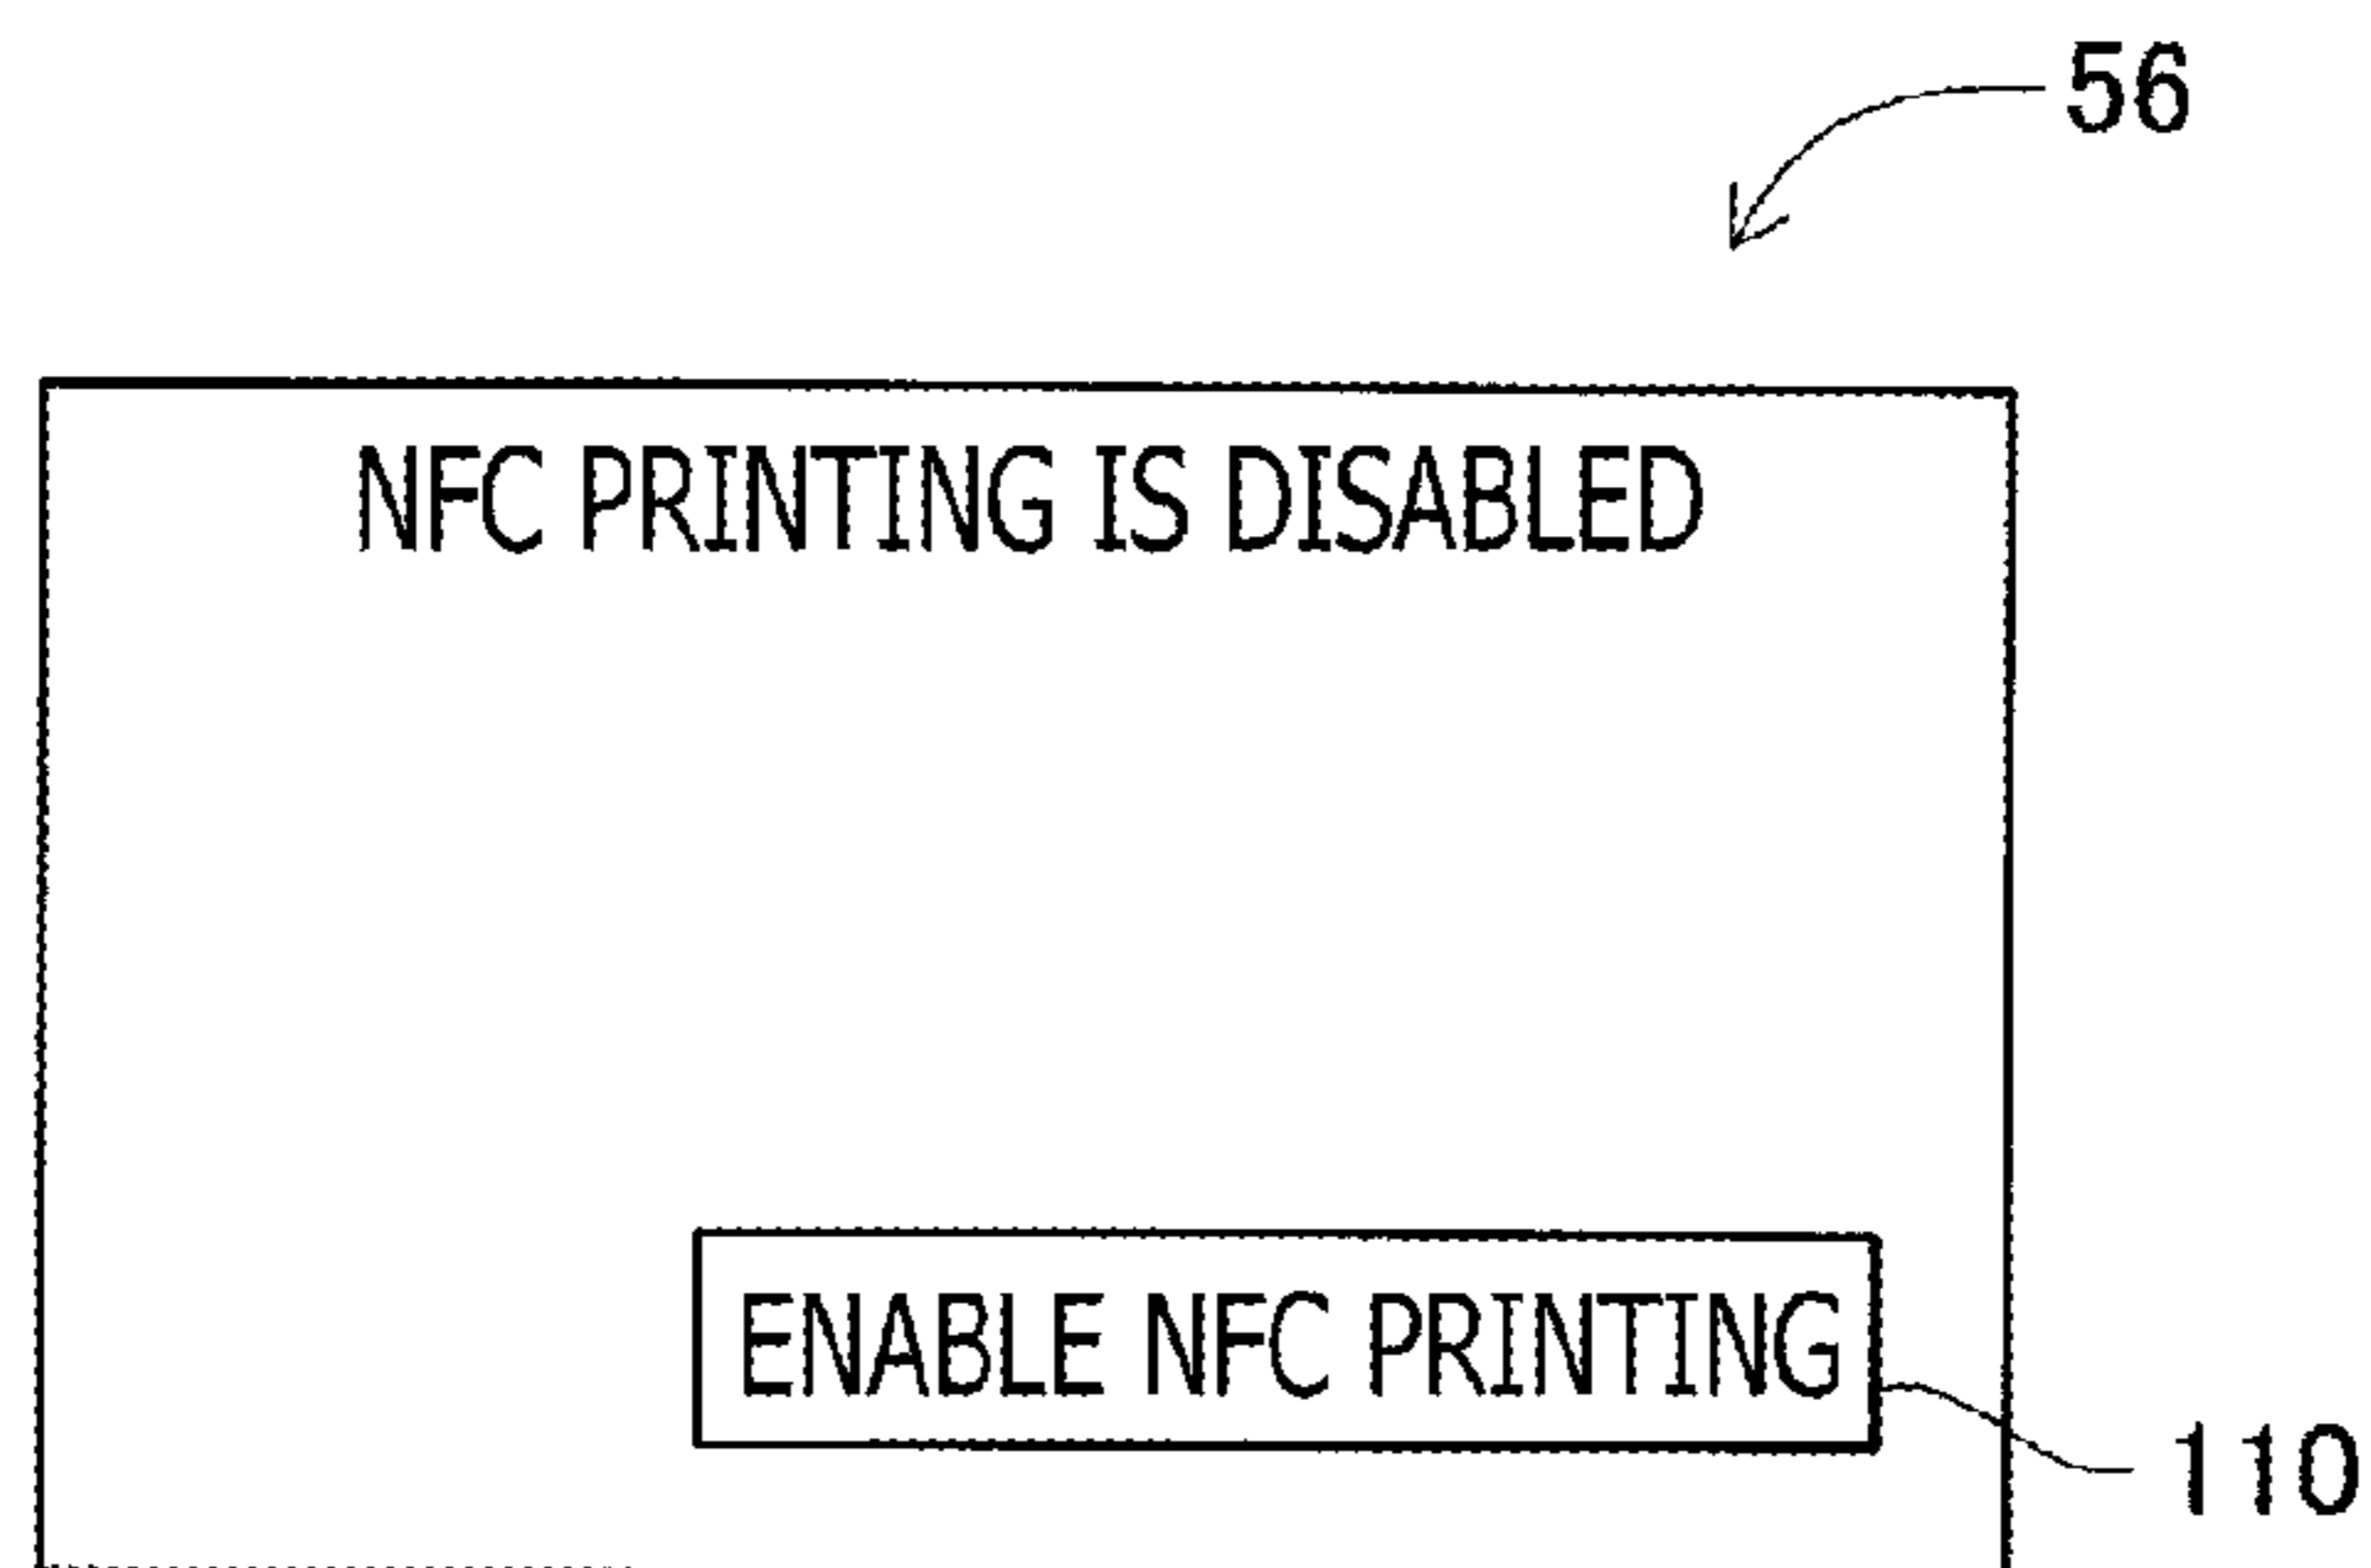 56
NFC PRINTING IS DISABLED
ENABLE NFC PRINTING
110